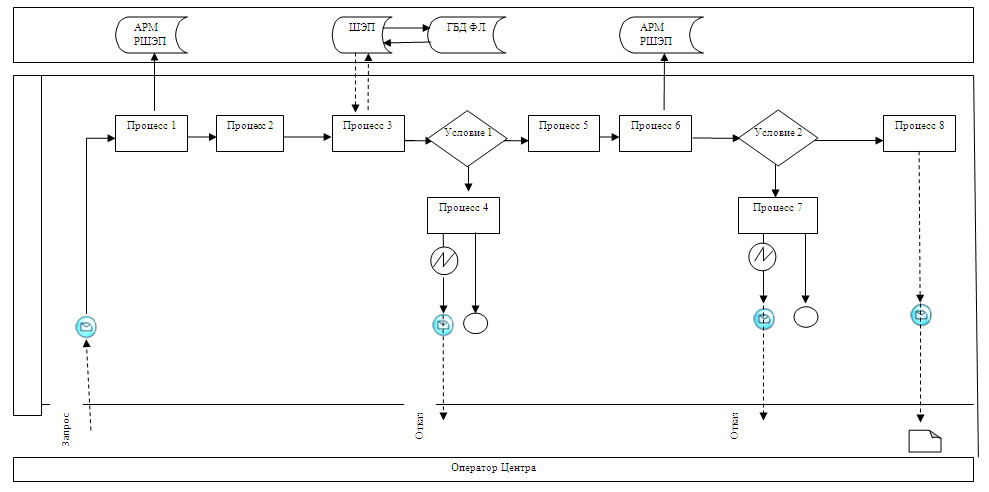 АРМ
РШЭП
ШЭП
ГБД ФЛ
АРМ
РШЭП
Процесс 1
Процесс 2
Процесс 3
Условие 1
Процесс 5
Процесс 6
Условие 2
Процесс 8
Процесс 4
Процесс 7
Запрос
Отказ
Отказ
Оператор Центра